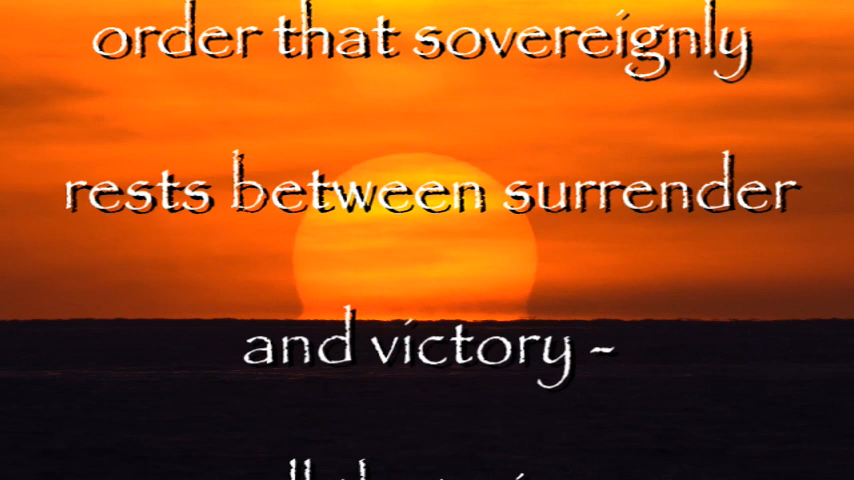 order that sovereignly
rests between surrender
and victory -